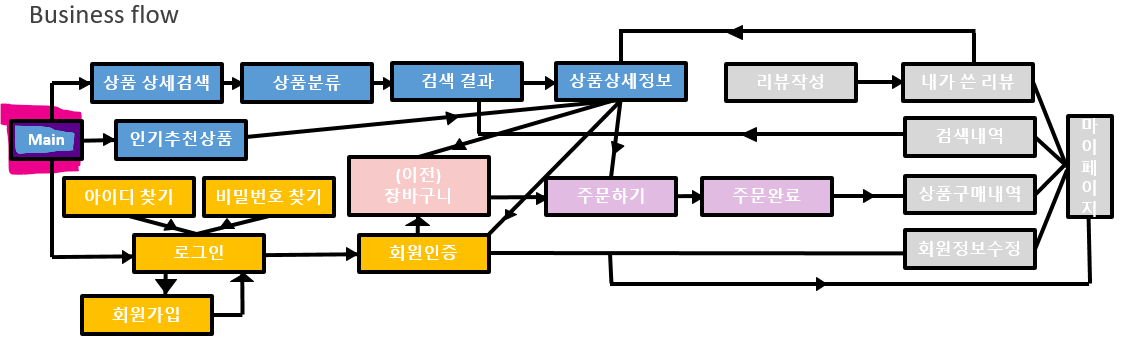 Business flow
상품 상세검색
상품분류
검색 결과
상품상세정보
리뷰작성
내가 쓴 리뷰
Main
인기추천상품
검색내역
마이페이지
(이전)
장바구니
주문하기
주문완료
상품구매내역
아이디 찾기
비밀번호 찾기
로그인
회원인증
회원정보수정
회원가입